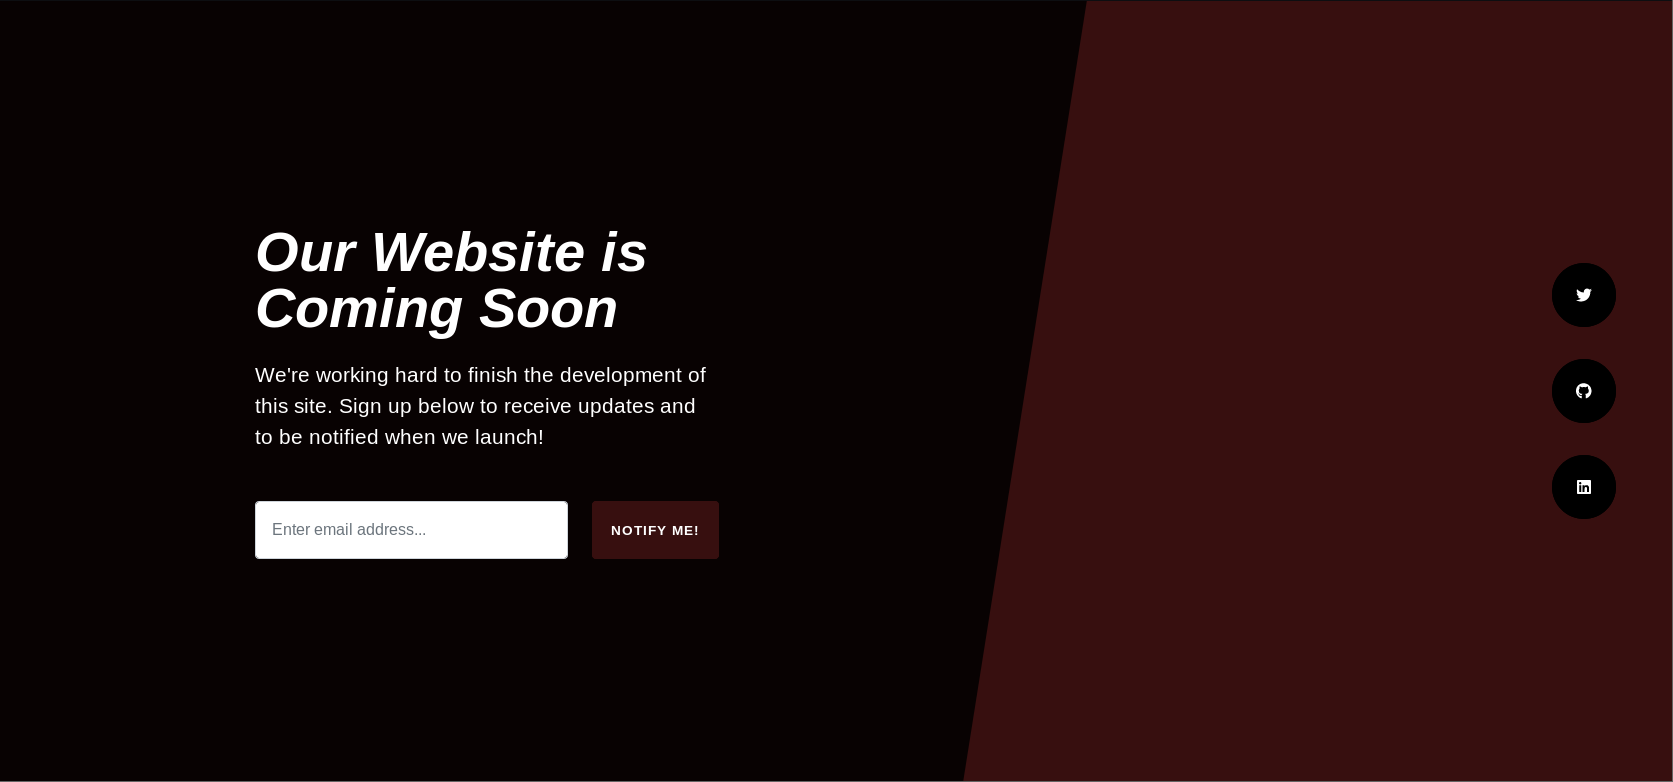 Our Website is
Coming Soon
We're working hard to finish the development of
this site. Sign up below to receive updates and
to be notified when we launch!
Enter email address...
NOTIFY ME!